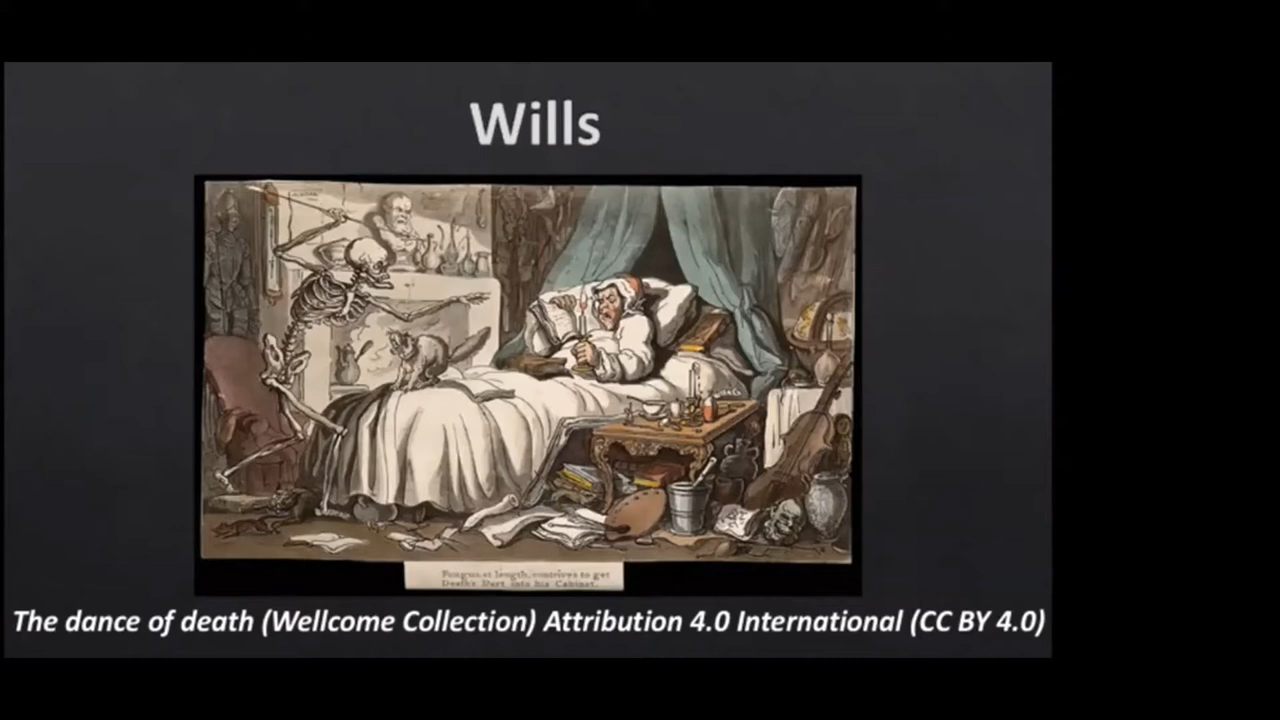 Wills
Fungus, at length, contrives to get
Death's Dart into his Cabinet.
The dance of death (Wellcome Collection) Attribution 4.0 International (CC BY 4.0)